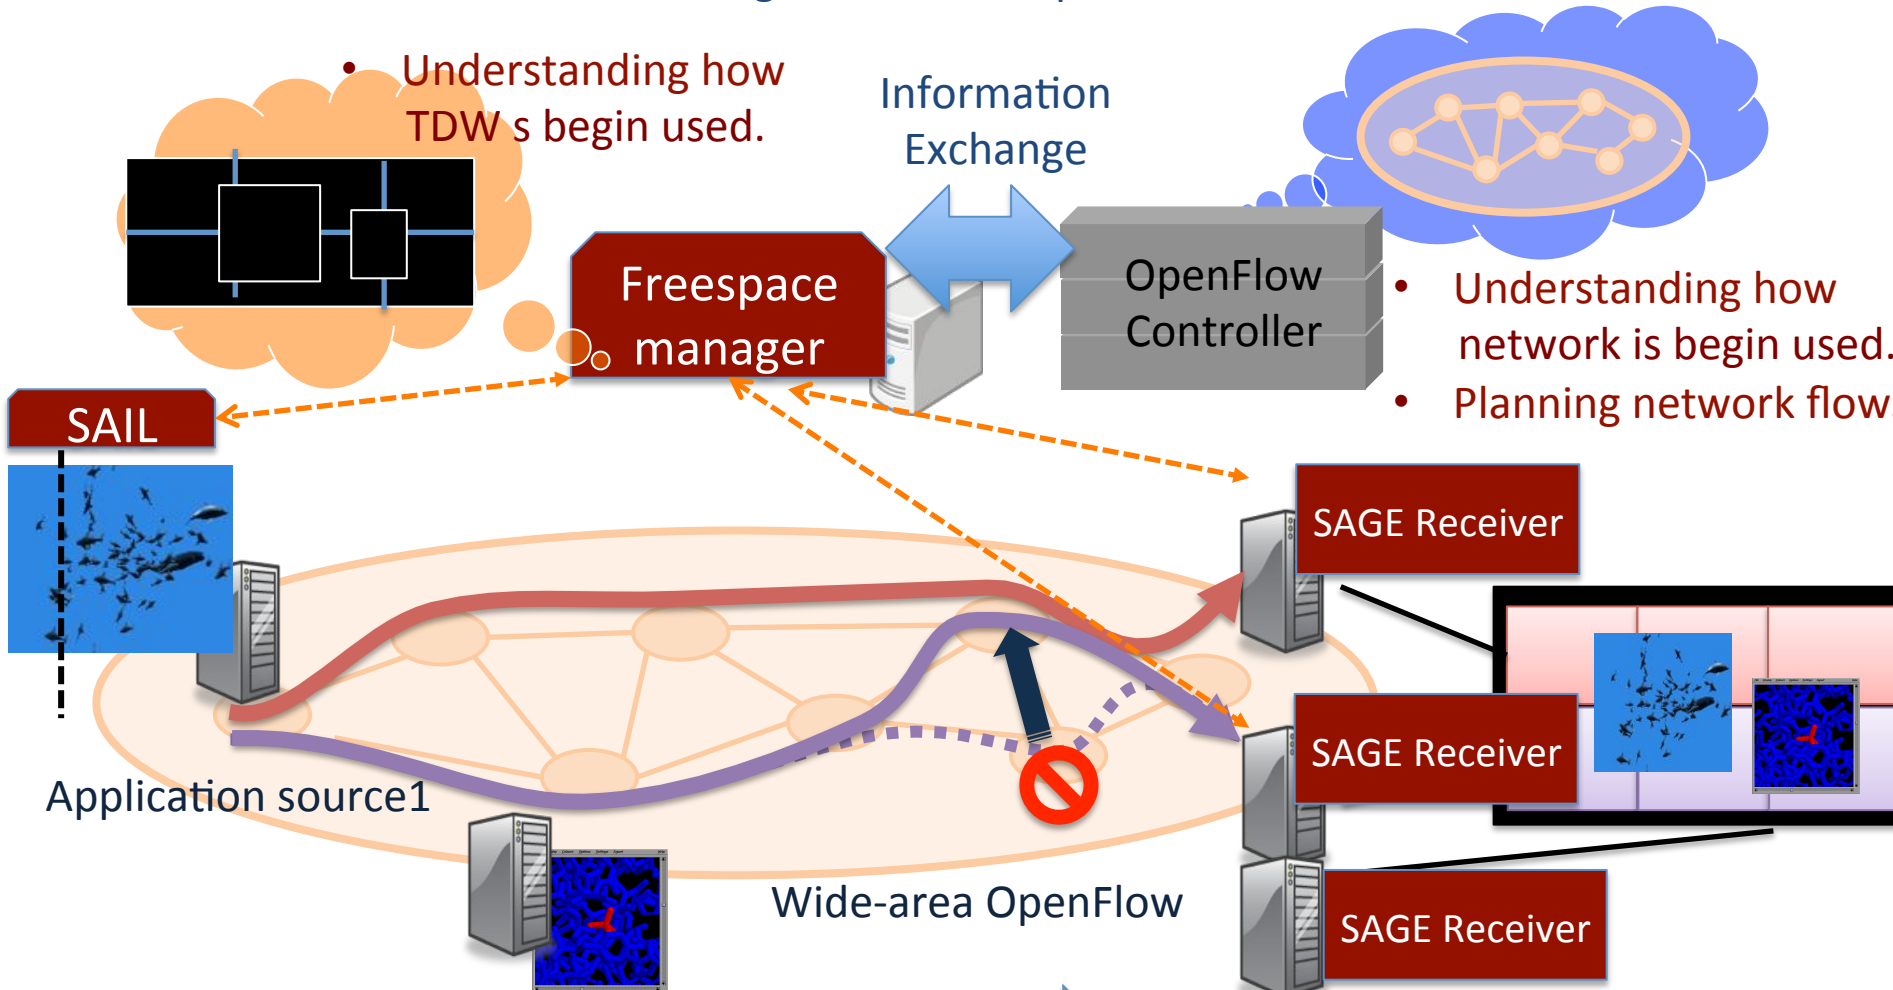 • Understanding how
TDW s begin used.
Information
Exchange
Freespace
manager
OpenFlow
Controller
• Understanding how
network is begin used.
• Planning network flow
SAIL
SAGE Receiver
SAGE Receiver
Application source1
Wide-area OpenFlow
SAGE Receiver